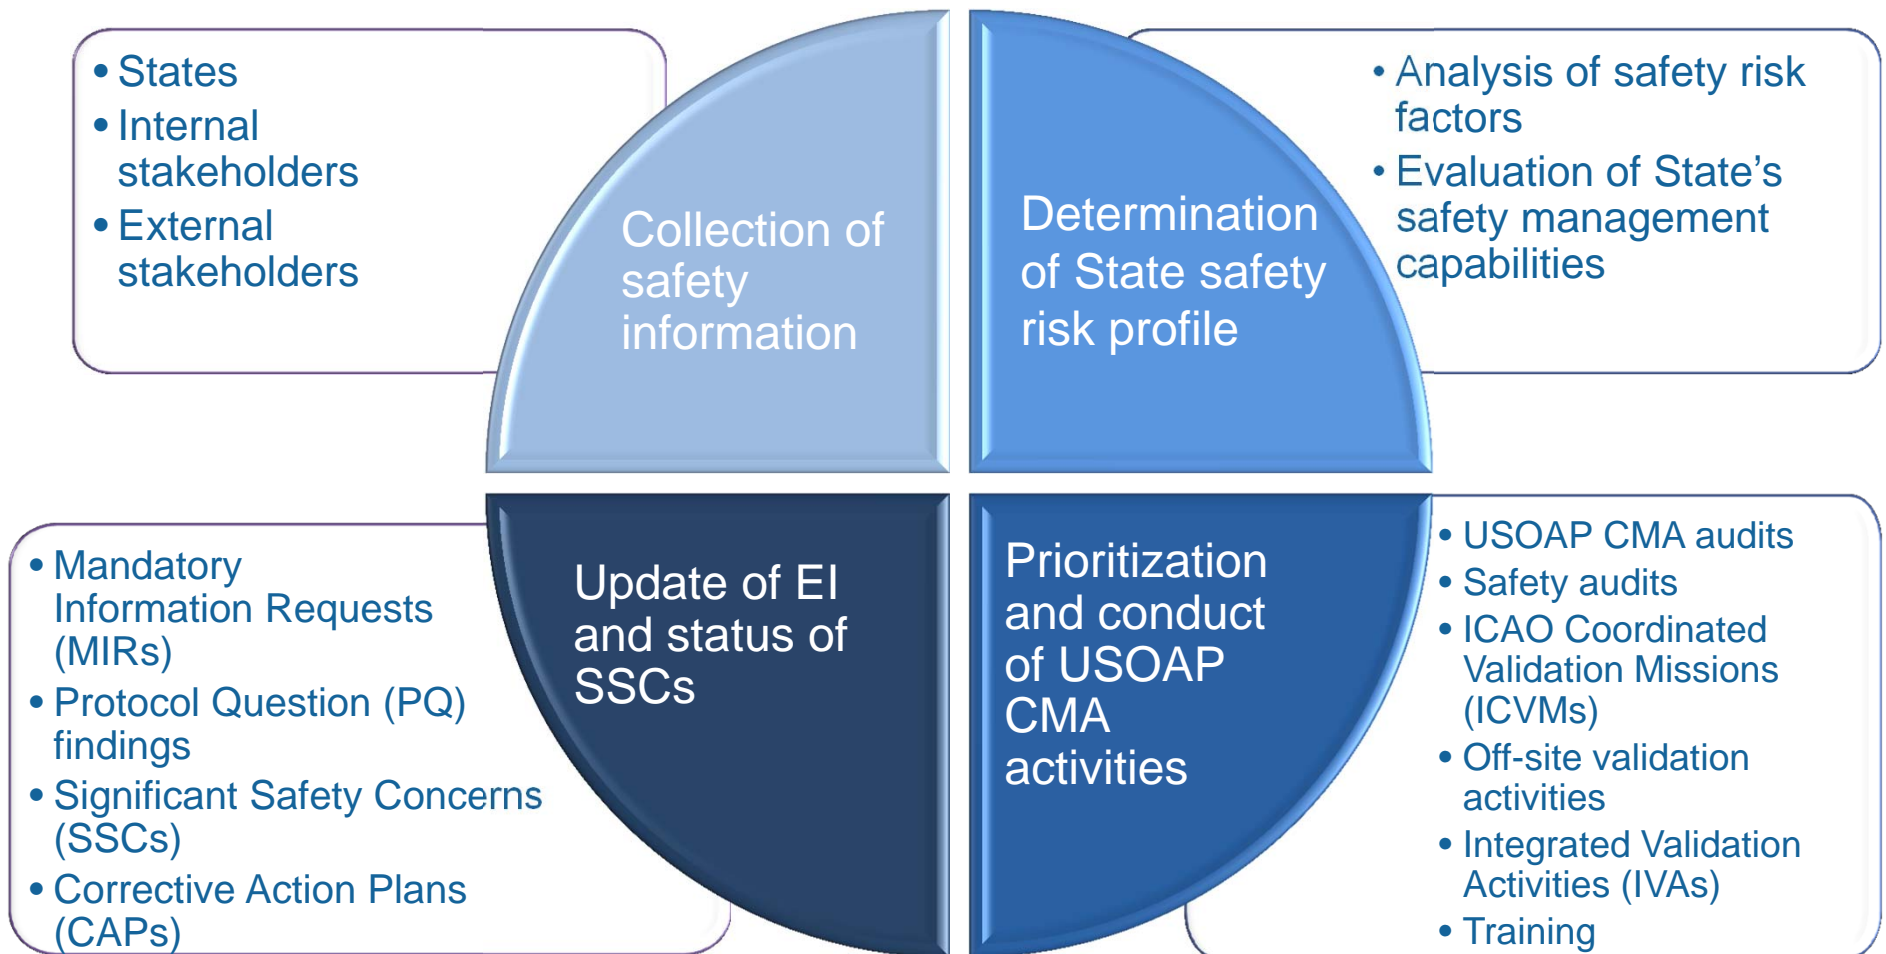 • States
• Internal
stakeholders
• External
stakeholders
Collection of
safety
information
Determination
of State safety
risk profile
• Analysis of safety risk
factors
• Evaluation of State’s
safety management
capabilities
• Mandatory
Information Requests
(MIRs)
• Protocol Question (PQ)
findings
• Significant Safety Concerns
(SSCs)
• Corrective Action Plans
(CAPs)
Update of EI
and status of
SSCs
Prioritization
and conduct
of USOAP
CMA
activities
• USOAP CMA audits
• Safety audits
• ICAO Coordinated
Validation Missions
(ICVMs)
• Off-site validation
activities
• Integrated Validation
Activities (IVAs)
• Training